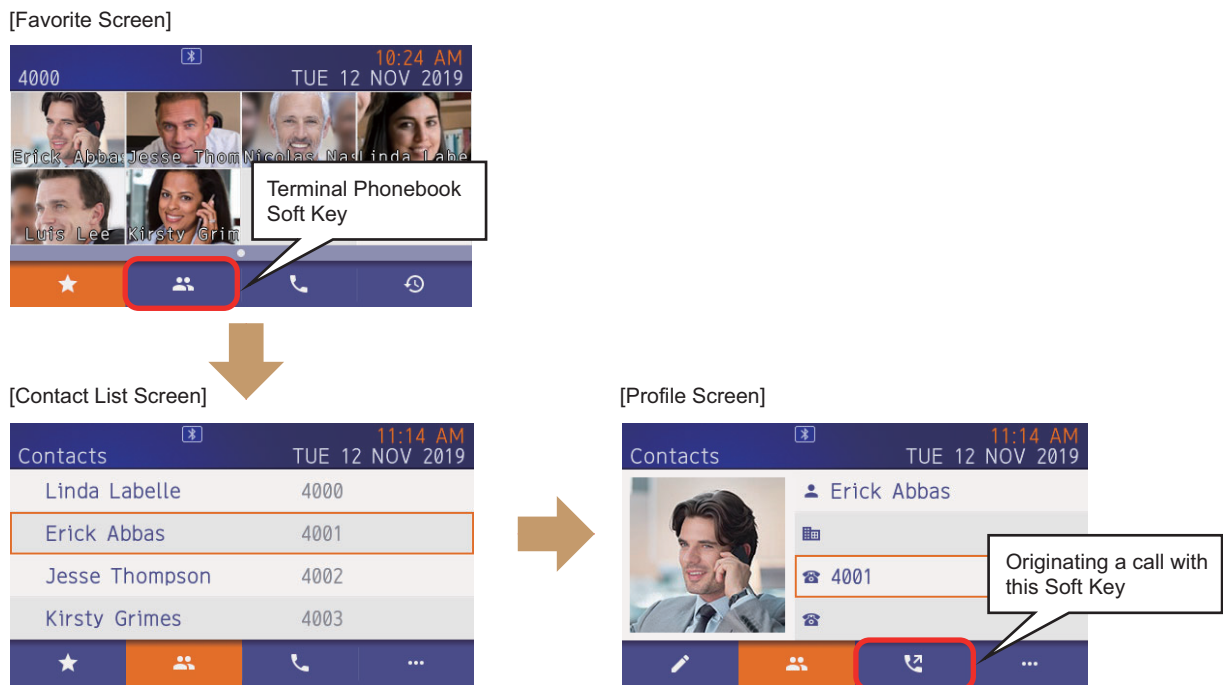 [Favorite Screen]
10:24 AM
4000 TUE 12 NOV 2019
Erick Abba Jesse Thom Nicolas Nas Linda Labe
Luis Lee Kirsty Grim
Terminal Phonebook
Soft Key
[Contact List Screen]
11:14 AM
Contacts TUE 12 NOV 2019
Linda Labelle 4000
Erick Abbas 4001
Jesse Thompson 4002
Kirsty Grimes 4003
[Profile Screen]
11:14 AM
Contacts TUE 12 NOV 2019
Erick Abbas
4001
Originating a call with
this Soft Key